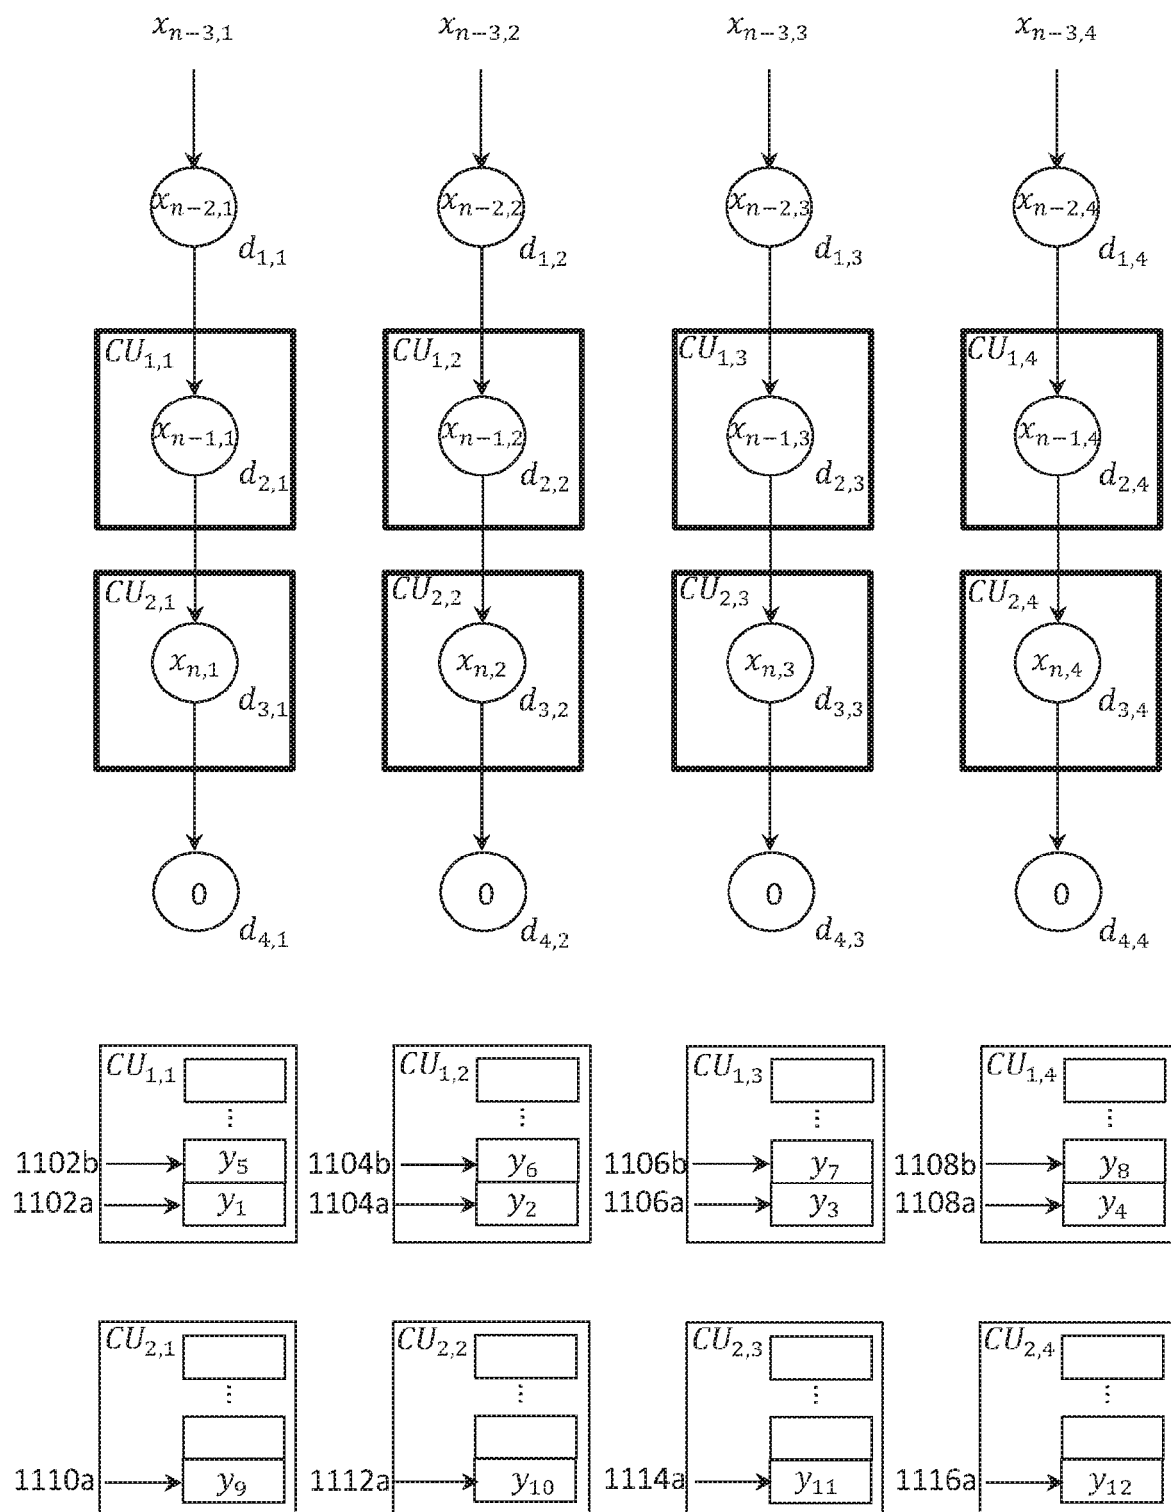 x_{n-3,1} x_{n-3,2} x_{n-3,3} x_{n-3,4}
x_{n-2,1} x_{n-2,2} x_{n-2,3} x_{n-2,4}
d_{1,1} d_{1,2} d_{1,3} d_{1,4}
CU_{1,1} CU_{1,2} CU_{1,3} CU_{1,4}
x_{n-1,1} x_{n-1,2} x_{n-1,3} x_{n-1,4}
d_{2,1} d_{2,2} d_{2,3} d_{2,4}
CU_{2,1} CU_{2,2} CU_{2,3} CU_{2,4}
x_{n,1} x_{n,2} x_{n,3} x_{n,4}
d_{3,1} d_{3,2} d_{3,3} d_{3,4}
0 0 0 0
d_{4,1} d_{4,2} d_{4,3} d_{4,4}
CU_{1,1} CU_{1,2} CU_{1,3} CU_{1,4}
⋮ ⋮ ⋮ ⋮
1102b y_5 1104b y_6 1106b y_7 1108b y_8
1102a y_1 1104a y_2 1106a y_3 1108a y_4
CU_{2,1} CU_{2,2} CU_{2,3} CU_{2,4}
⋮ ⋮ ⋮ ⋮
1110a y_9 1112a y_{10} 1114a y_{11} 1116a y_{12}